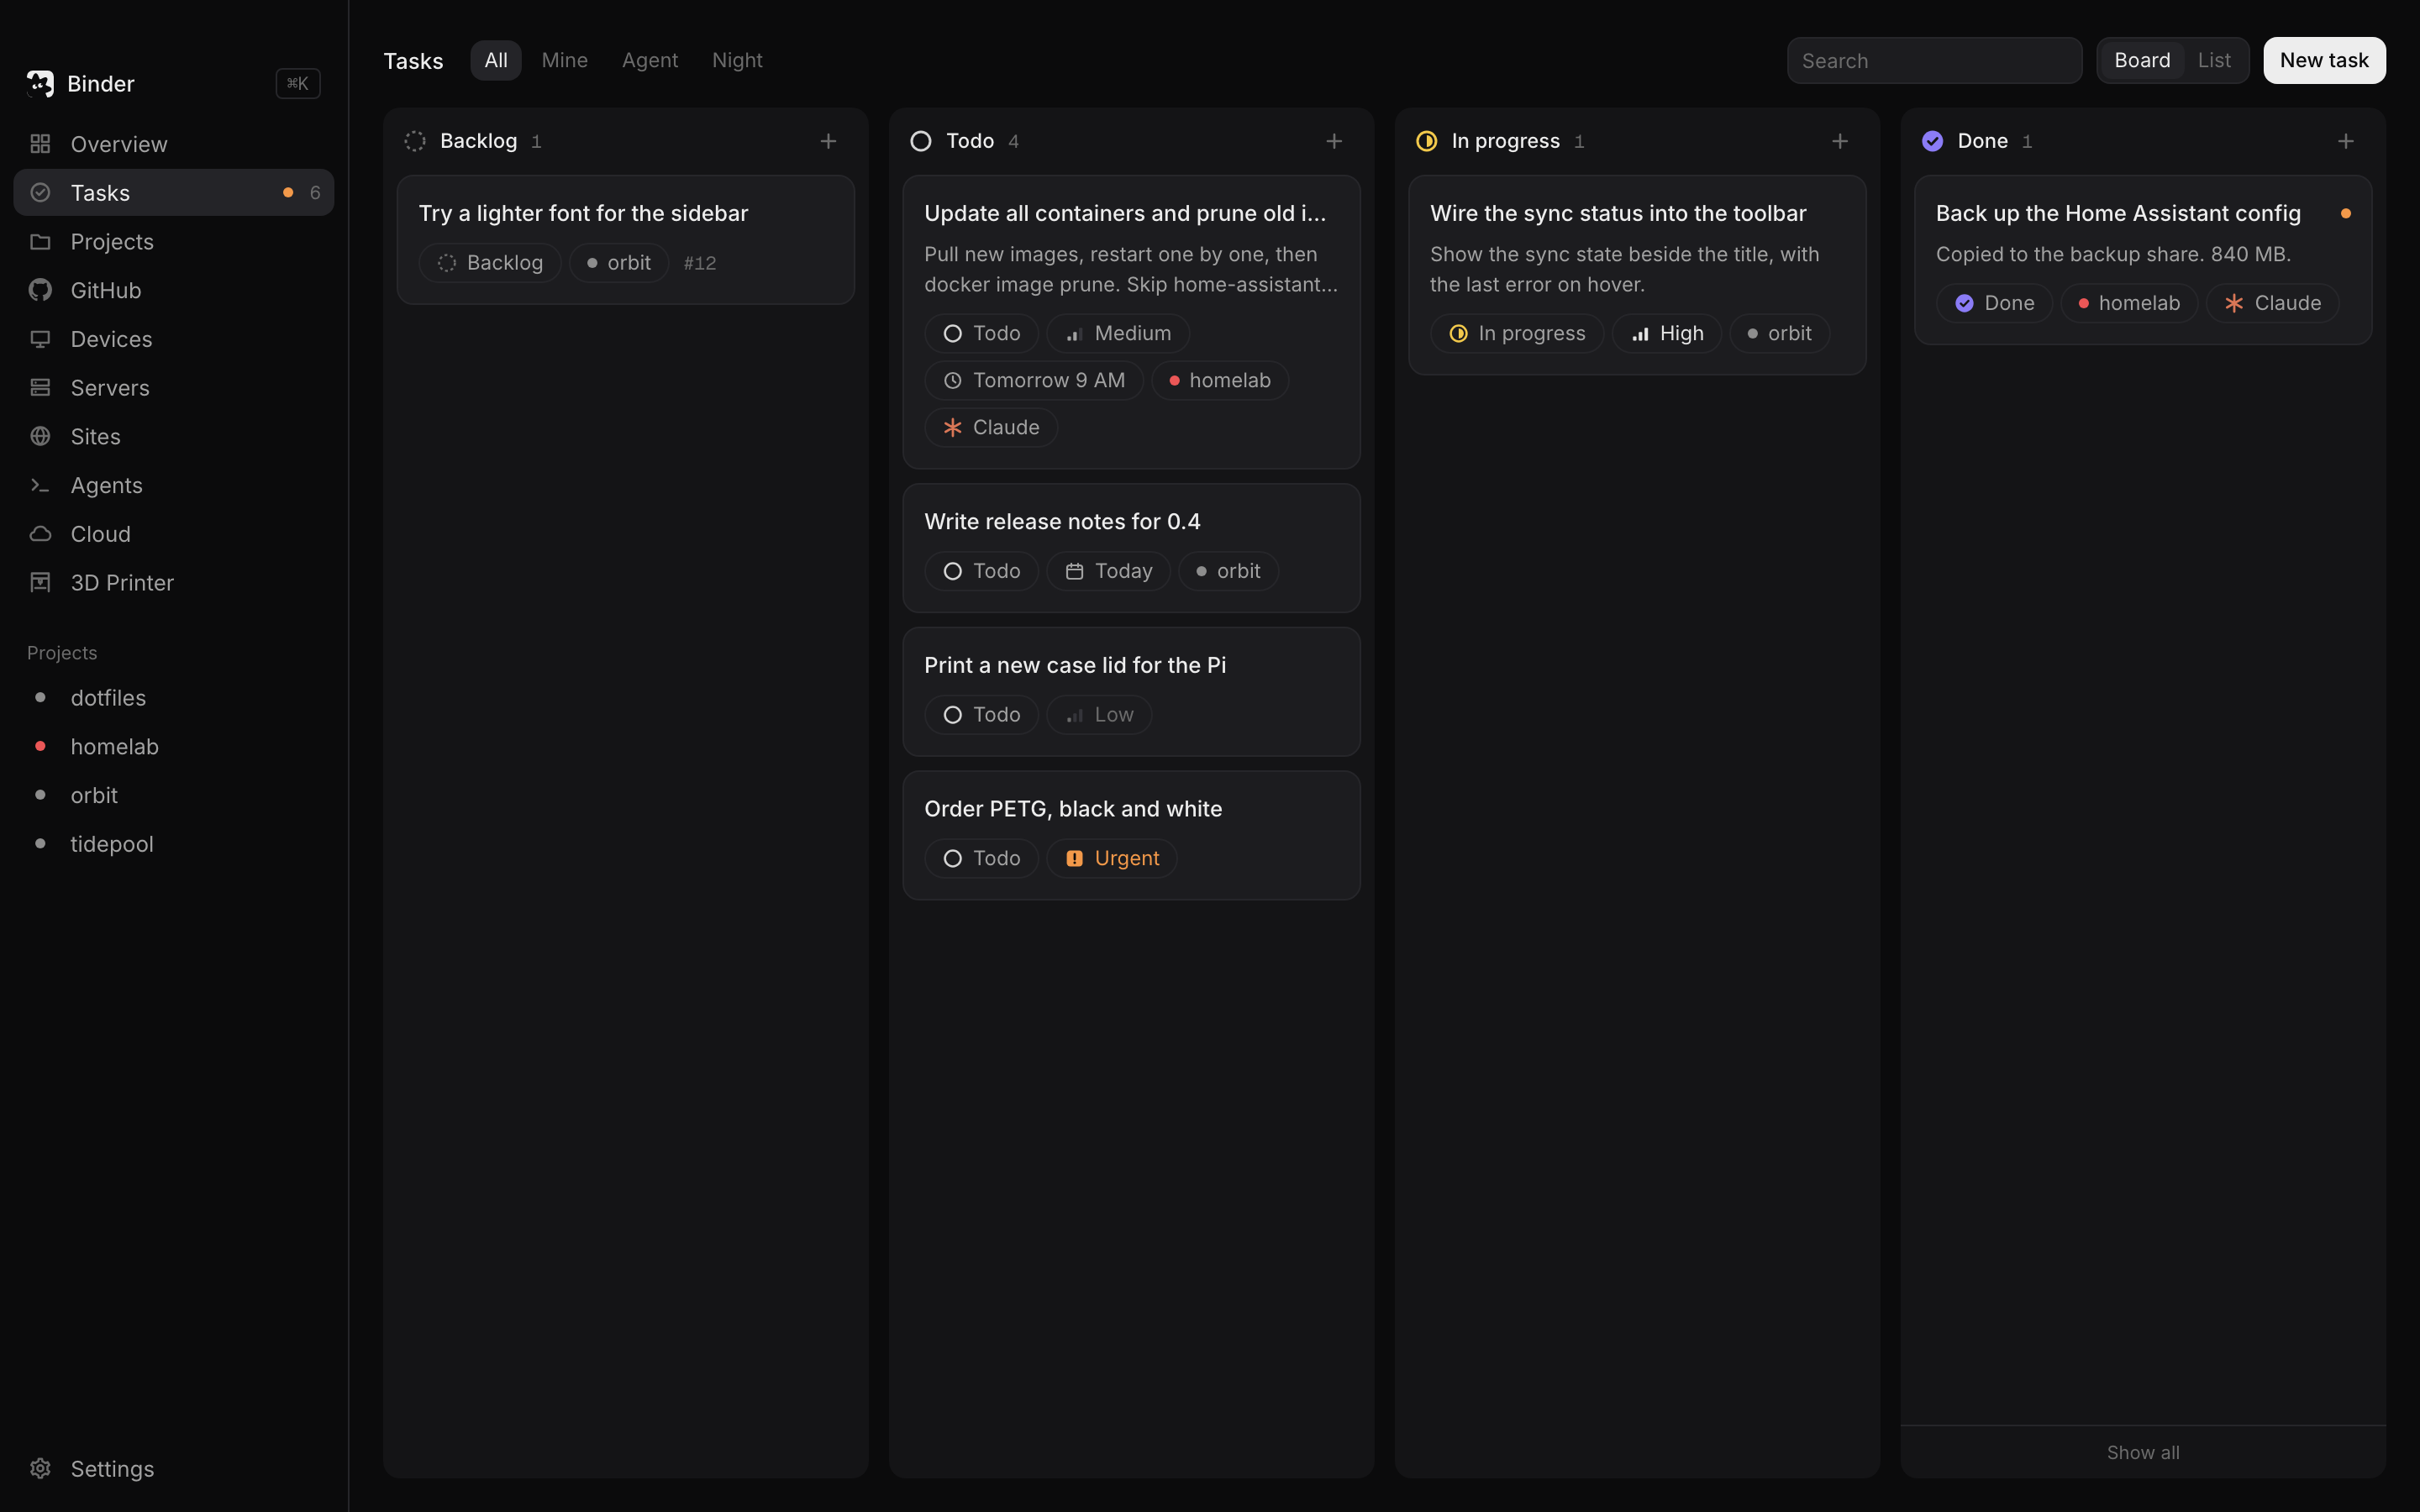 Binder ⌘K
Overview
Tasks 6
Projects
GitHub
Devices
Servers
Sites
Agents
Cloud
3D Printer
Projects
dotfiles
homelab
orbit
tidepool
Settings
Tasks All Mine Agent Night
Search
Board List
New task
Backlog 1
Try a lighter font for the sidebar
Backlog orbit #12
Todo 4
Update all containers and prune old i...
Pull new images, restart one by one, then
docker image prune. Skip home-assistant...
Todo Medium
Tomorrow 9 AM homelab
Claude
Write release notes for 0.4
Todo Today orbit
Print a new case lid for the Pi
Todo Low
Order PETG, black and white
Todo Urgent
In progress 1
Wire the sync status into the toolbar
Show the sync state beside the title, with
the last error on hover.
In progress High orbit
Done 1
Back up the Home Assistant config
Copied to the backup share. 840 MB.
Done homelab Claude
Show all